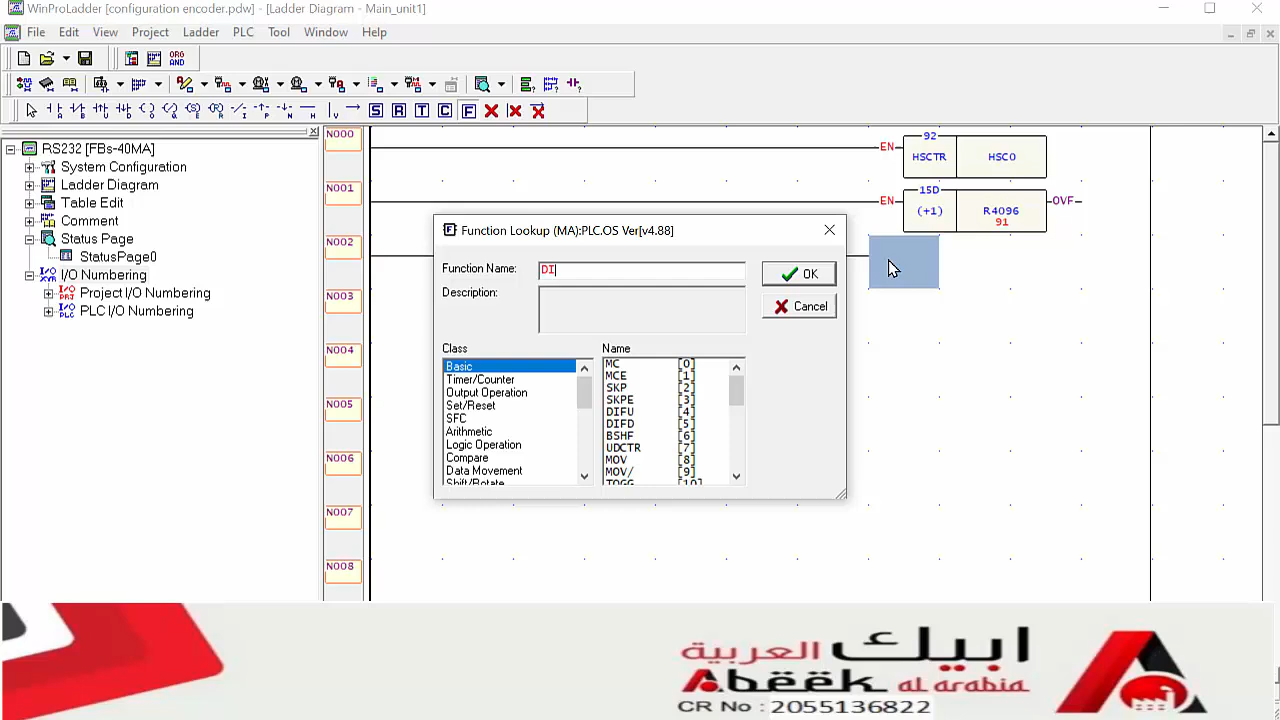 WinProLadder [configuration encoder.pdw] - [Ladder Diagram - Main_unit1]
File Edit View Project Ladder PLC Tool Window Help
ORG
AND
S R T C F
RS232 [FBs-40MA]
System Configuration
Ladder Diagram
Table Edit
Comment
Status Page
StatusPage0
I/O Numbering
Project I/O Numbering
PLC I/O Numbering
N000
N001
N002
N003
N004
N005
N006
N007
N008
92
EN HSCTR HSC0
15D
EN (+1) R4096 OVF
91
Function Lookup (MA):PLC.OS Ver[v4.88]
Function Name: DI
OK
Description:
Cancel
Class
Basic
Timer/Counter
Output Operation
Set/Reset
SFC
Arithmetic
Logic Operation
Compare
Data Movement
Shift/Rotate
Name
MC [0]
MCE [1]
SKP [2]
SKPE [3]
DIFU [4]
DIFD [5]
BSHF [6]
UDCTR [7]
MOV [8]
MOV/ [9]
TOGG [10]
ابيك العربية
Abeek al arabia
CR No : 2055136822